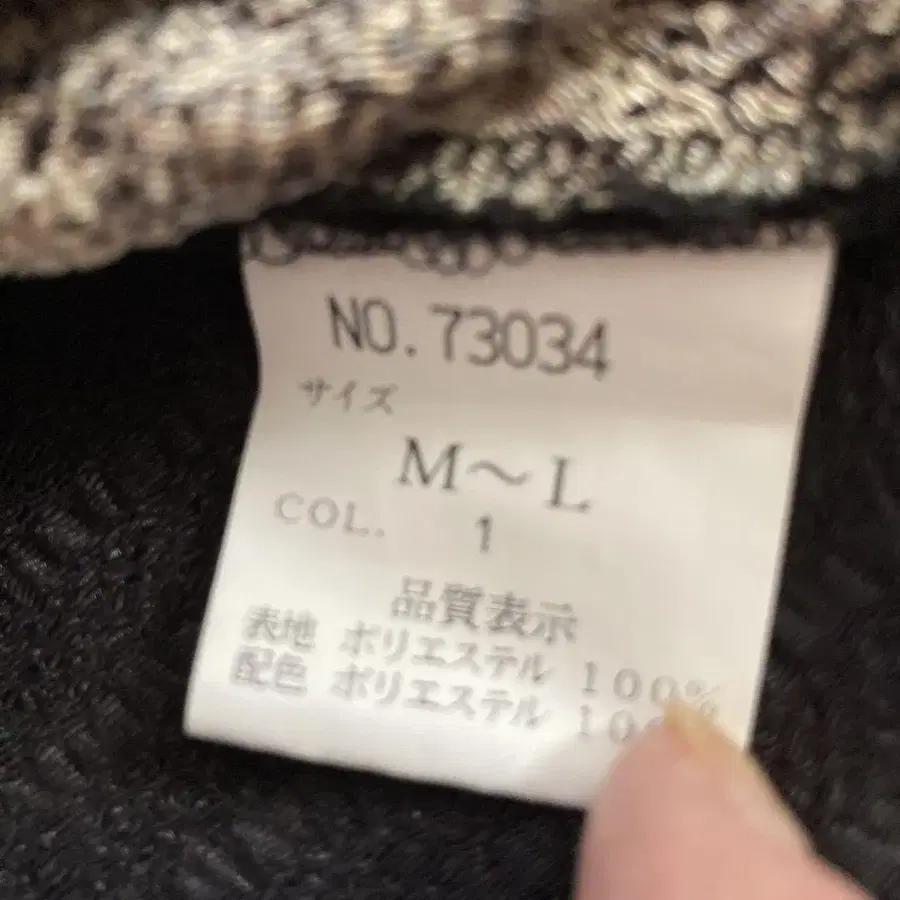 NO.73034
サイズ
M〜L
COL. 1
品質表示
表地 ポリエステル 100%
配色 ポリエステル 100